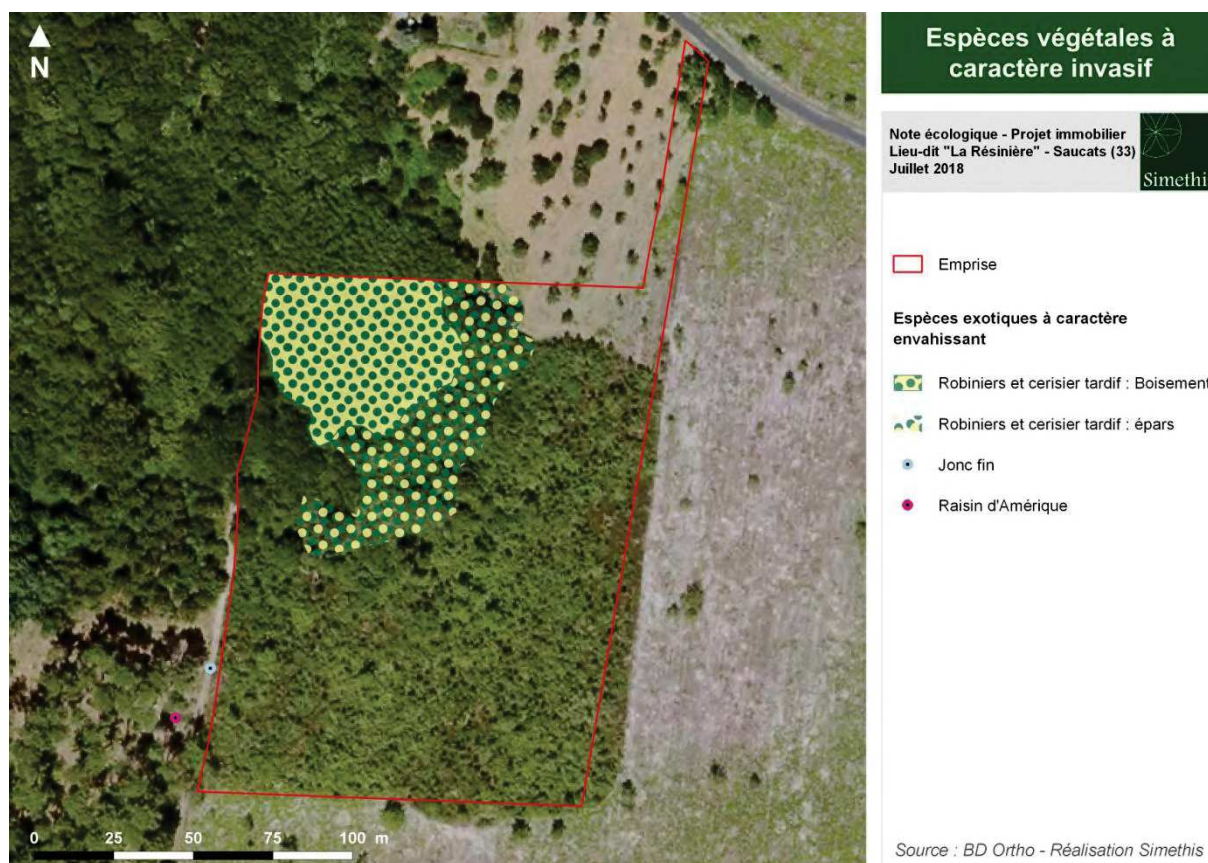 N
Espèces végétales à
caractère invasif
Note écologique - Projet immobilier
Lieu-dit "La Résinière" - Saucats (33)
Juillet 2018
Simethi
Emprise
Espèces exotiques à caractère
envahissant
Robiniers et cerisier tardif : Boisement
Robiniers et cerisier tardif : épars
Jonc fin
Raisin d'Amérique
0 25 50 75 100 m
Source : BD Ortho - Réalisation Simethis